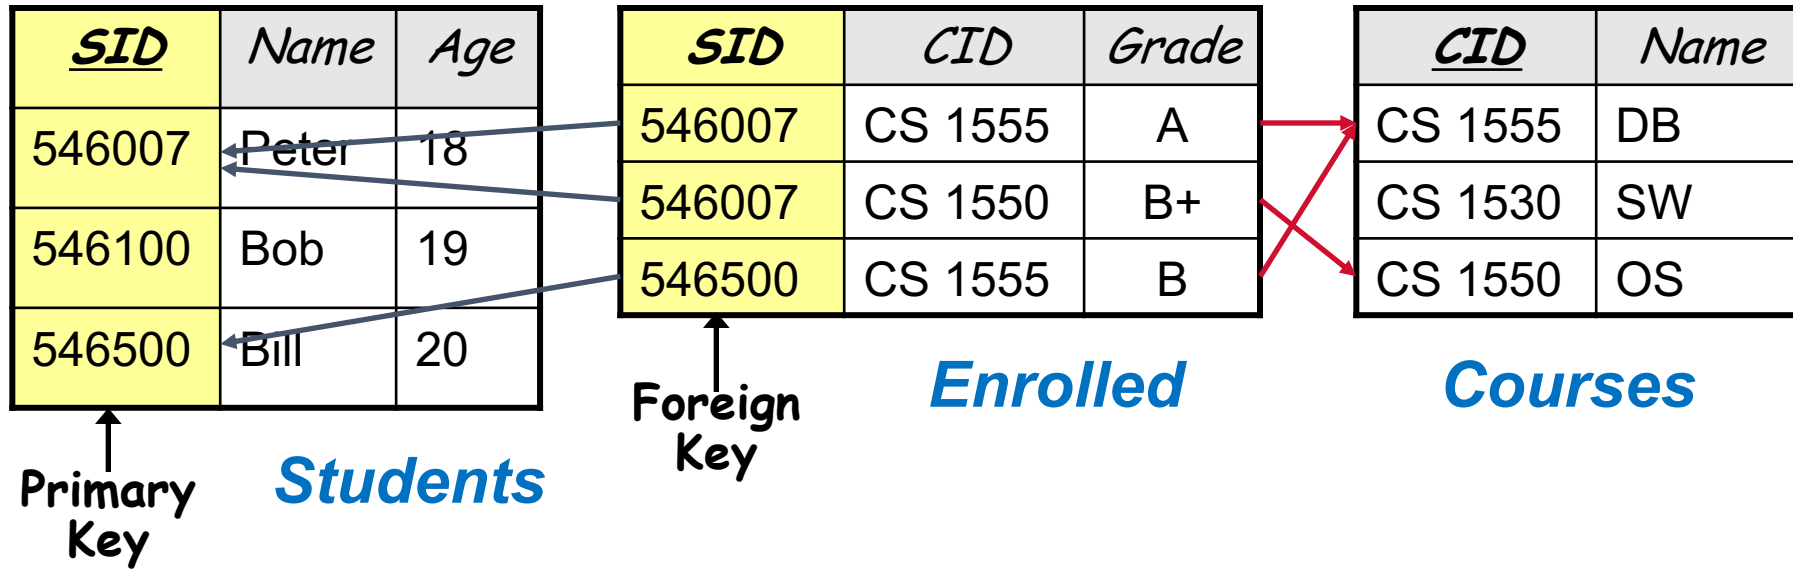 SID Name Age
546007 Peter 18
546100 Bob 19
546500 Bill 20
Primary
Key
Students
SID CID Grade
546007 CS 1555 A
546007 CS 1550 B+
546500 CS 1555 B
Foreign
Key
Enrolled
CID Name
CS 1555 DB
CS 1530 SW
CS 1550 OS
Courses